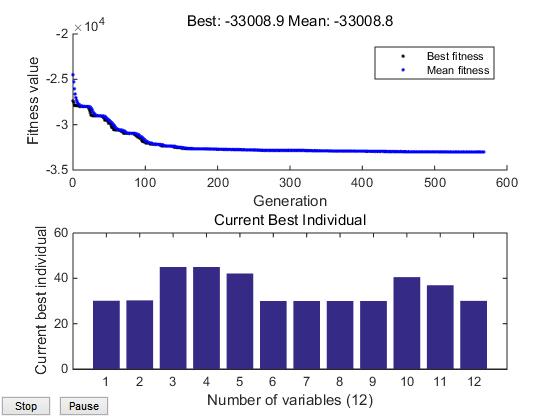 Best: -33008.9 Mean: -33008.8
×10⁴
-2
-2.5
-3
-3.5
Fitness value
Best fitness
Mean fitness
0 100 200 300 400 500 600
Generation
Current Best Individual
60
40
20
0
Current best individual
1 2 3 4 5 6 7 8 9 10 11 12
Number of variables (12)
Stop Pause